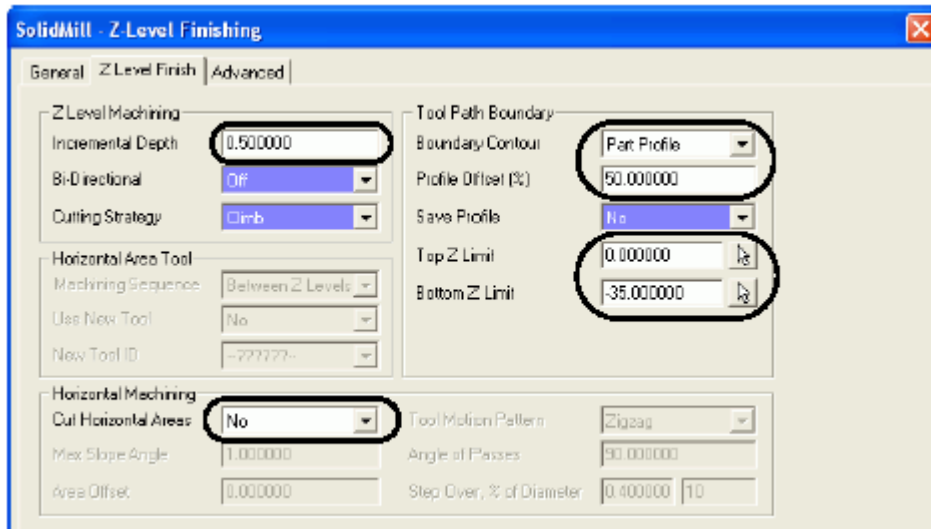 SolidMill - Z-Level Finishing
General Z Level Finish Advanced
Z Level Machining
Incremental Depth 0.500000
Bi-Directional Off
Cutting Strategy Climb
Horizontal Area Tool
Machining Sequence Between Z Levels
Use New Tool No
New Tool ID --??????--
Tool Path Boundary
Boundary Contour Part Profile
Profile Offset (%) 50.000000
Save Profile No
Top Z Limit 0.000000
Bottom Z Limit -35.000000
Horizontal Machining
Cut Horizontal Areas No
Max Slope Angle 1.000000
Area Offset 0.000000
Tool Motion Pattern Zigzag
Angle of Passes 90.000000
Step Over, % of Diameter 0.400000 10